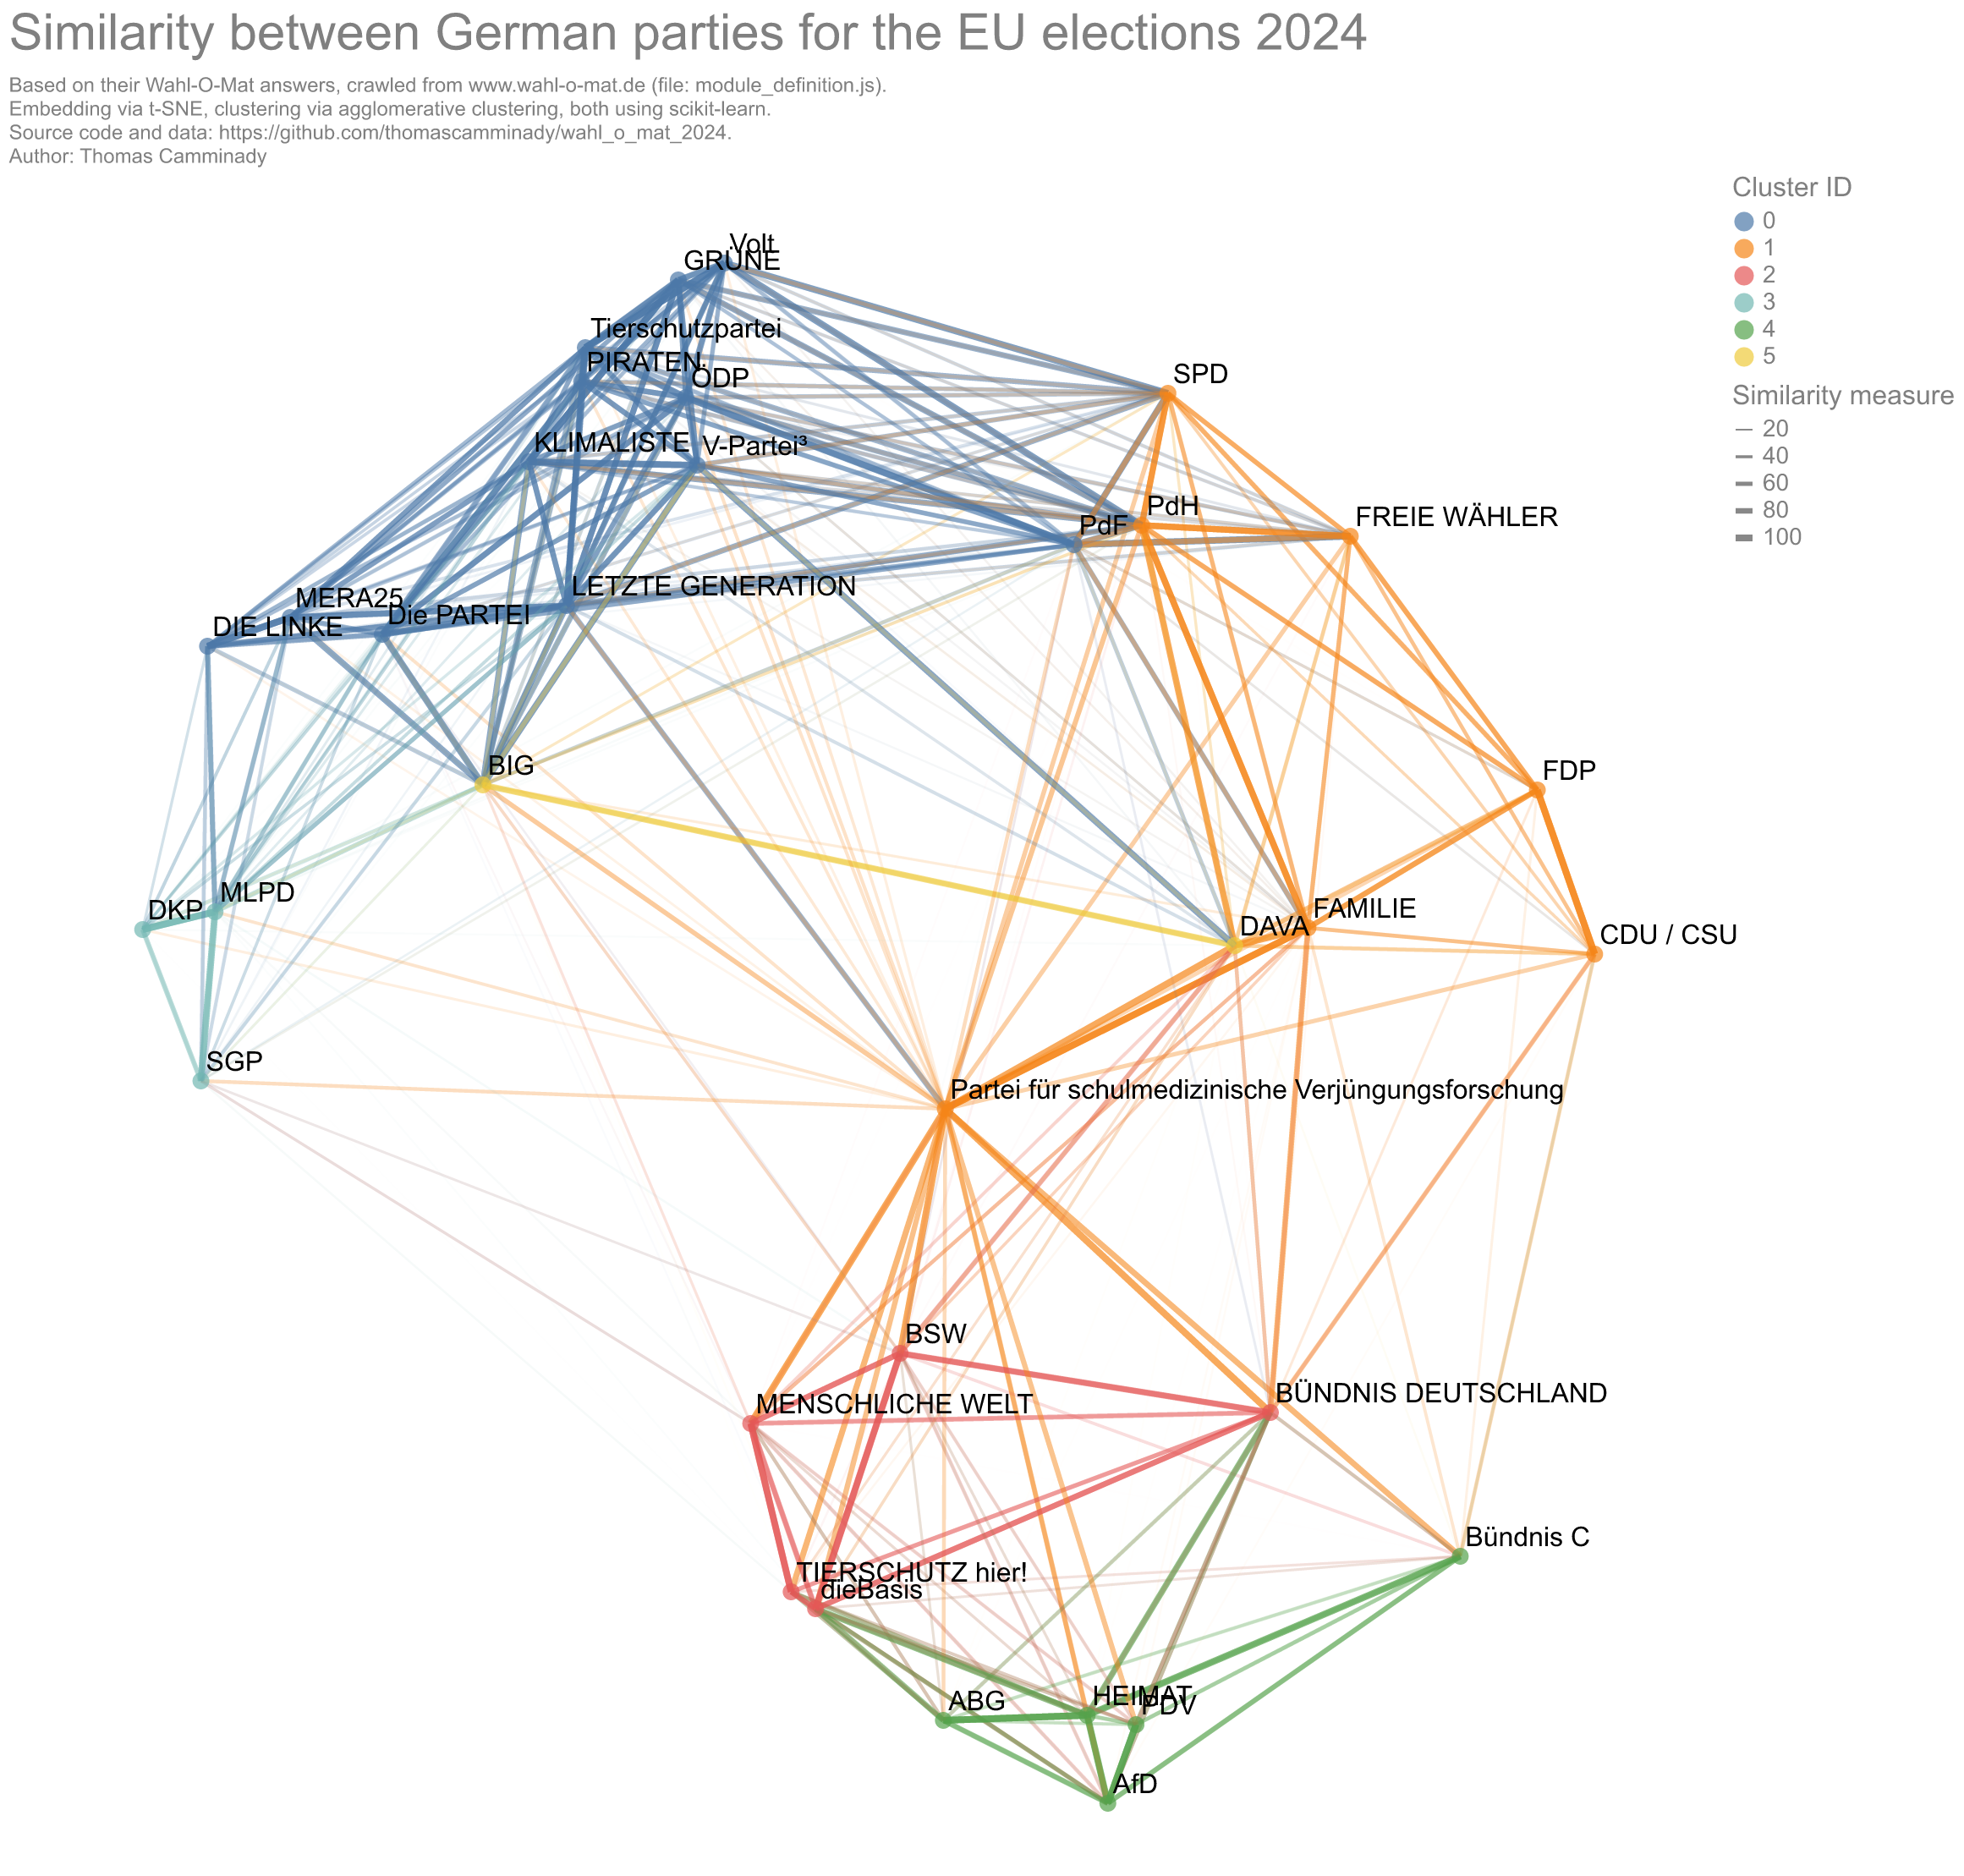 Similarity between German parties for the EU elections 2024
Based on their Wahl-O-Mat answers, crawled from www.wahl-o-mat.de (file: module_definition.js).
Embedding via t-SNE, clustering via agglomerative clustering, both using scikit-learn.
Source code and data: https://github.com/thomascamminady/wahl_o_mat_2024.
Author: Thomas Camminady
Cluster ID
0
1
2
3
4
5
Similarity measure
20
40
60
80
100
Volt
GRÜNE
Tierschutzpartei
PIRATEN
ÖDP
SPD
KLIMALISTE
V-Partei³
PdH
PdF
FREIE WÄHLER
LETZTE GENERATION
MERA25
Die PARTEI
DIE LINKE
BIG
FDP
MLPD
DKP
FAMILIE
DAVA
CDU / CSU
SGP
Partei für schulmedizinische Verjüngungsforschung
BSW
MENSCHLICHE WELT
BÜNDNIS DEUTSCHLAND
Bündnis C
TIERSCHUTZ hier!
dieBasis
ABG
HEIMAT
PDV
AfD